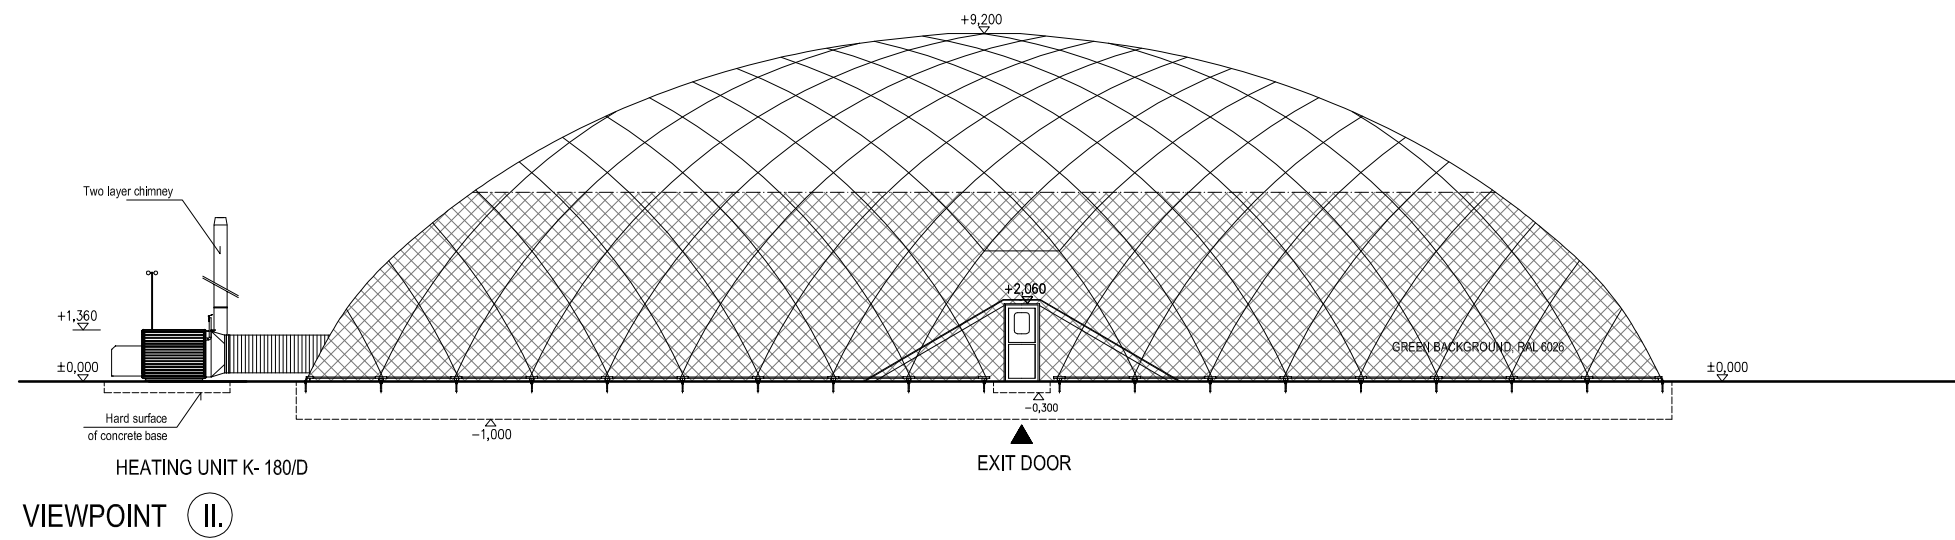 +9,200
Two layer chimney
+2,060
+1,360
GREEN BACKGROUND, RAL 6026
±0,000
±0,000
-0,300
Hard surface
of concrete base
-1,000
HEATING UNIT K- 180/D
EXIT DOOR
VIEWPOINT II.